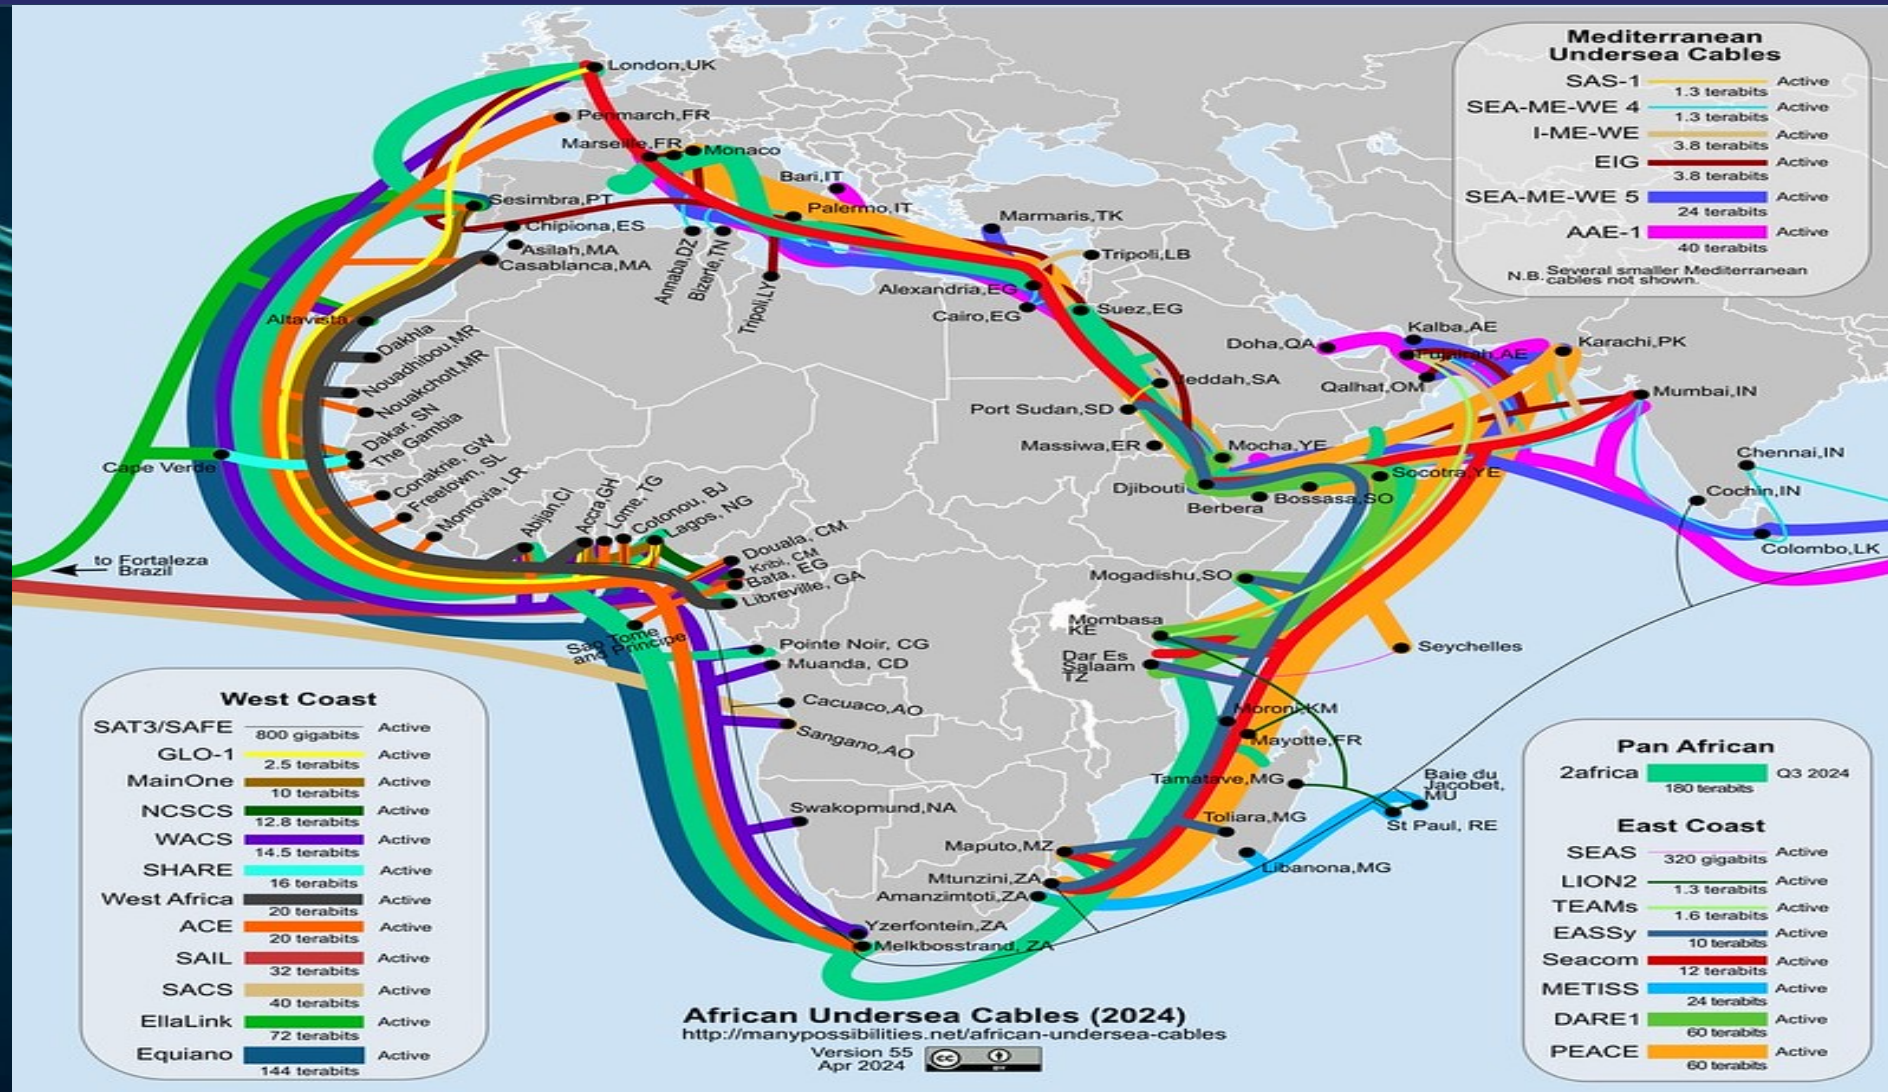 London,UK
Penmarch,FR
Marseille,FR
Monaco
Bari,IT
Sesimbra,PT
Palermo,IT
Marmaris,TK
Chipiona,ES
Asilah,MA
Casablanca,MA
Annaba,DZ
Bizerte,TN
Tripoli,LY
Tripoli,LB
Alexandria,EG
Cairo,EG
Suez,EG
Altavista
Dakhla
Nouadhibou,MR
Nouakchott,MR
Dakar, SN
The Gambia
Conakrie, GW
Freetown, SL
Monrovia, LR
Cape Verde
to Fortaleza
Brazil
Abijan,CI
Accra,GH
Lome, TG
Cotonou, BJ
Lagos, NG
Douala, CM
Kribi, CM
Bata, EG
Libreville, GA
Sao Tome
and Principe
Pointe Noir, CG
Muanda, CD
Cacuaco,AO
Sangano,AO
Swakopmund,NA
Yzerfontein,ZA
Melkbosstrand, ZA
Doha,QA
Kalba,AE
Fujairah,AE
Qalhat,OM
Karachi,PK
Mumbai,IN
Jeddah,SA
Port Sudan,SD
Massiwa,ER
Mocha,YE
Djibouti
Berbera
Bossasa,SO
Socotra,YE
Chennai,IN
Cochin,IN
Colombo,LK
Mogadishu,SO
Mombasa
KE
Dar Es
Salaam
TZ
Seychelles
Moroni,KM
Mayotte,FR
Tamatave,MG
Baie du
Jacobet,
MU
St Paul, RE
Toliara,MG
Libanona,MG
Maputo,MZ
Mtunzini,ZA
Amanzimtoti,ZA
Mediterranean
Undersea Cables
SAS-1 Active
1.3 terabits
SEA-ME-WE 4 Active
1.3 terabits
I-ME-WE Active
3.8 terabits
EIG Active
3.8 terabits
SEA-ME-WE 5 Active
24 terabits
AAE-1 Active
40 terabits
N.B. Several smaller Mediterranean
cables not shown.
West Coast
SAT3/SAFE Active
800 gigabits
GLO-1 Active
2.5 terabits
MainOne Active
10 terabits
NCSCS Active
12.8 terabits
WACS Active
14.5 terabits
SHARE Active
16 terabits
West Africa Active
20 terabits
ACE Active
20 terabits
SAIL Active
32 terabits
SACS Active
40 terabits
EllaLink Active
72 terabits
Equiano Active
144 terabits
Pan African
2africa Q3 2024
180 terabits
East Coast
SEAS Active
320 gigabits
LION2 Active
1.3 terabits
TEAMs Active
1.6 terabits
EASSy Active
10 terabits
Seacom Active
12 terabits
METISS Active
24 terabits
DARE1 Active
60 terabits
PEACE Active
60 terabits
African Undersea Cables (2024)
http://manypossibilities.net/african-undersea-cables
Version 55
Apr 2024
cc
BY